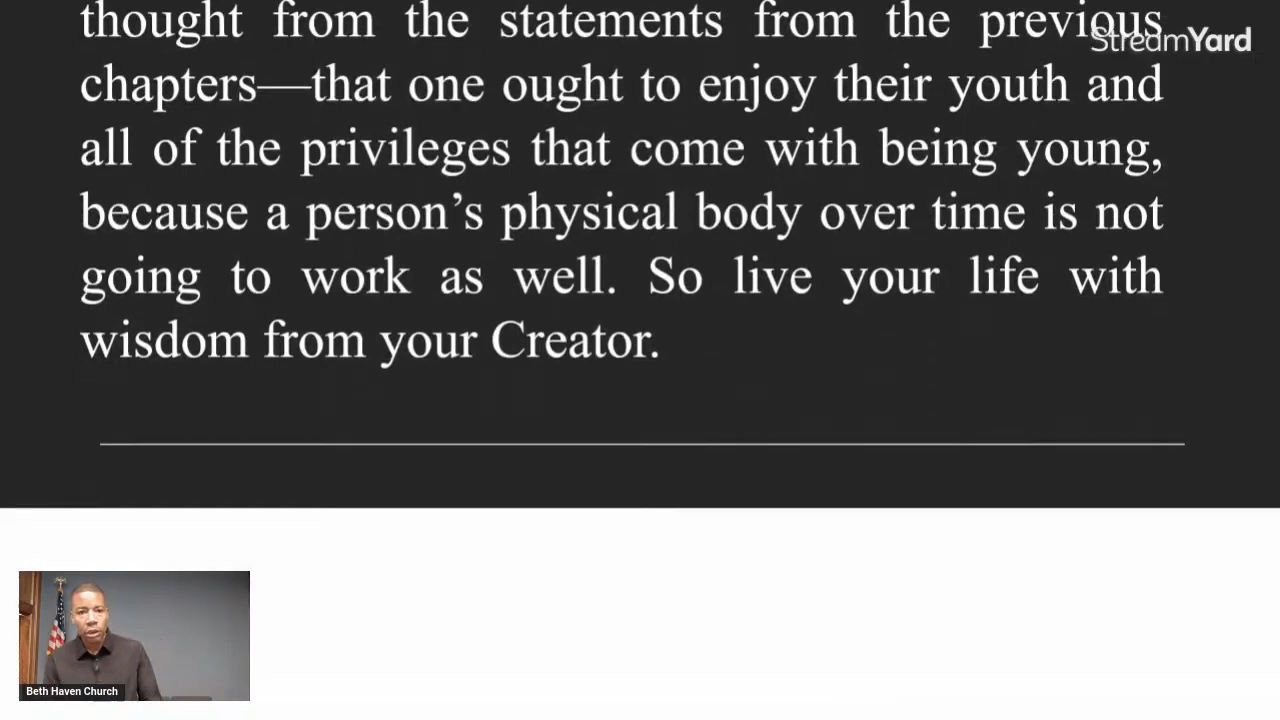 thought from the statements from the previous
StreamYard
chapters—that one ought to enjoy their youth and
all of the privileges that come with being young,
because a person’s physical body over time is not
going to work as well. So live your life with
wisdom from your Creator.
Beth Haven Church